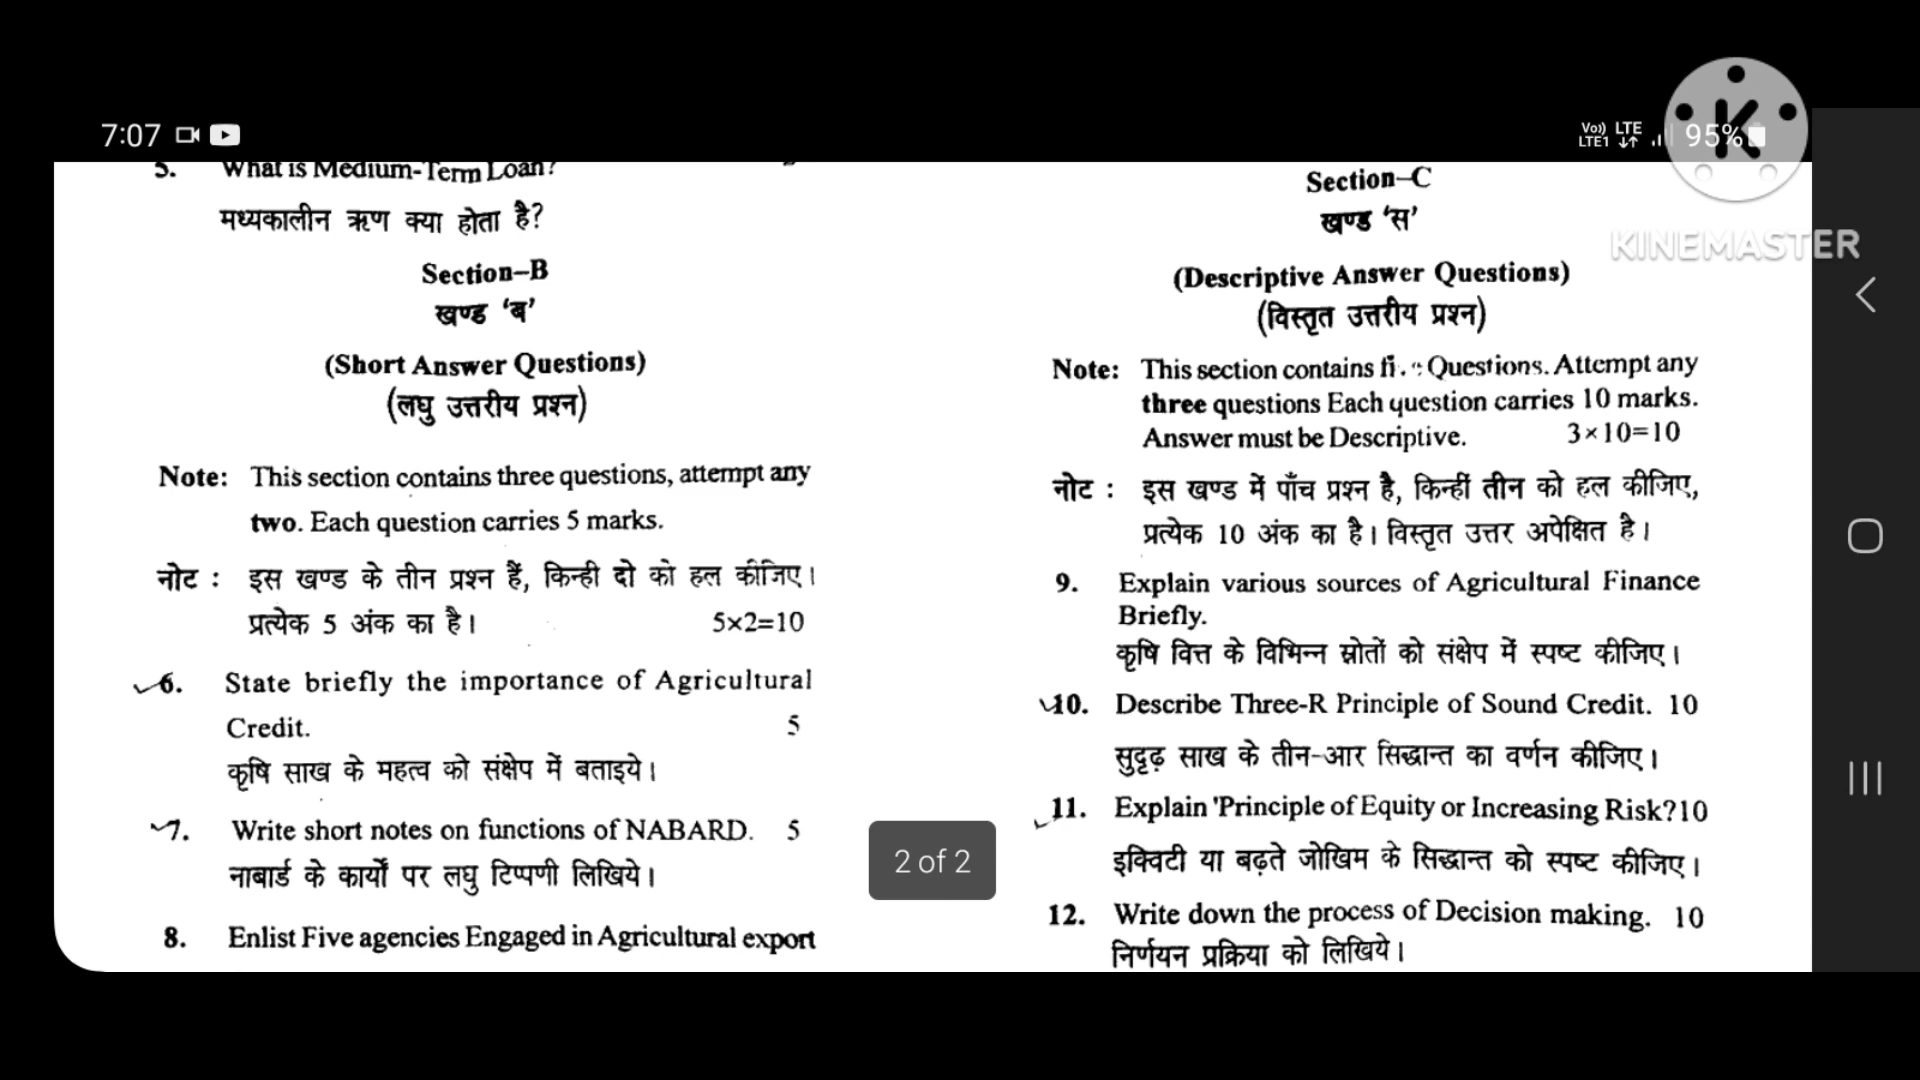 7:07
Vo) LTE
LTE1
95%
KINEMASTER
5. What is Medium-Term Loan?
मध्यकालीन ऋण क्या होता है?
Section–B
खण्ड ‘ब’
(Short Answer Questions)
(लघु उत्तरीय प्रश्न)
Note: This section contains three questions, attempt any
two. Each question carries 5 marks.
नोट : इस खण्ड के तीन प्रश्न हैं, किन्ही दो को हल कीजिए।
प्रत्येक 5 अंक का है। 5×2=10
6. State briefly the importance of Agricultural
Credit. 5
कृषि साख के महत्व को संक्षेप में बताइये।
7. Write short notes on functions of NABARD. 5
नाबार्ड के कार्यों पर लघु टिप्पणी लिखिये।
8. Enlist Five agencies Engaged in Agricultural export
Section–C
खण्ड ‘स’
(Descriptive Answer Questions)
(विस्तृत उत्तरीय प्रश्न)
Note: This section contains Questions. Attempt any
three questions Each question carries 10 marks.
Answer must be Descriptive. 3×10=10
नोट : इस खण्ड में पाँच प्रश्न है, किन्हीं तीन को हल कीजिए,
प्रत्येक 10 अंक का है। विस्तृत उत्तर अपेक्षित है।
9. Explain various sources of Agricultural Finance
Briefly.
कृषि वित्त के विभिन्न स्रोतों को संक्षेप में स्पष्ट कीजिए।
10. Describe Three-R Principle of Sound Credit. 10
सुदृढ़ साख के तीन-आर सिद्धान्त का वर्णन कीजिए।
11. Explain 'Principle of Equity or Increasing Risk?10
इक्विटी या बढ़ते जोखिम के सिद्धान्त को स्पष्ट कीजिए।
12. Write down the process of Decision making. 10
निर्णयन प्रक्रिया को लिखिये।
2 of 2